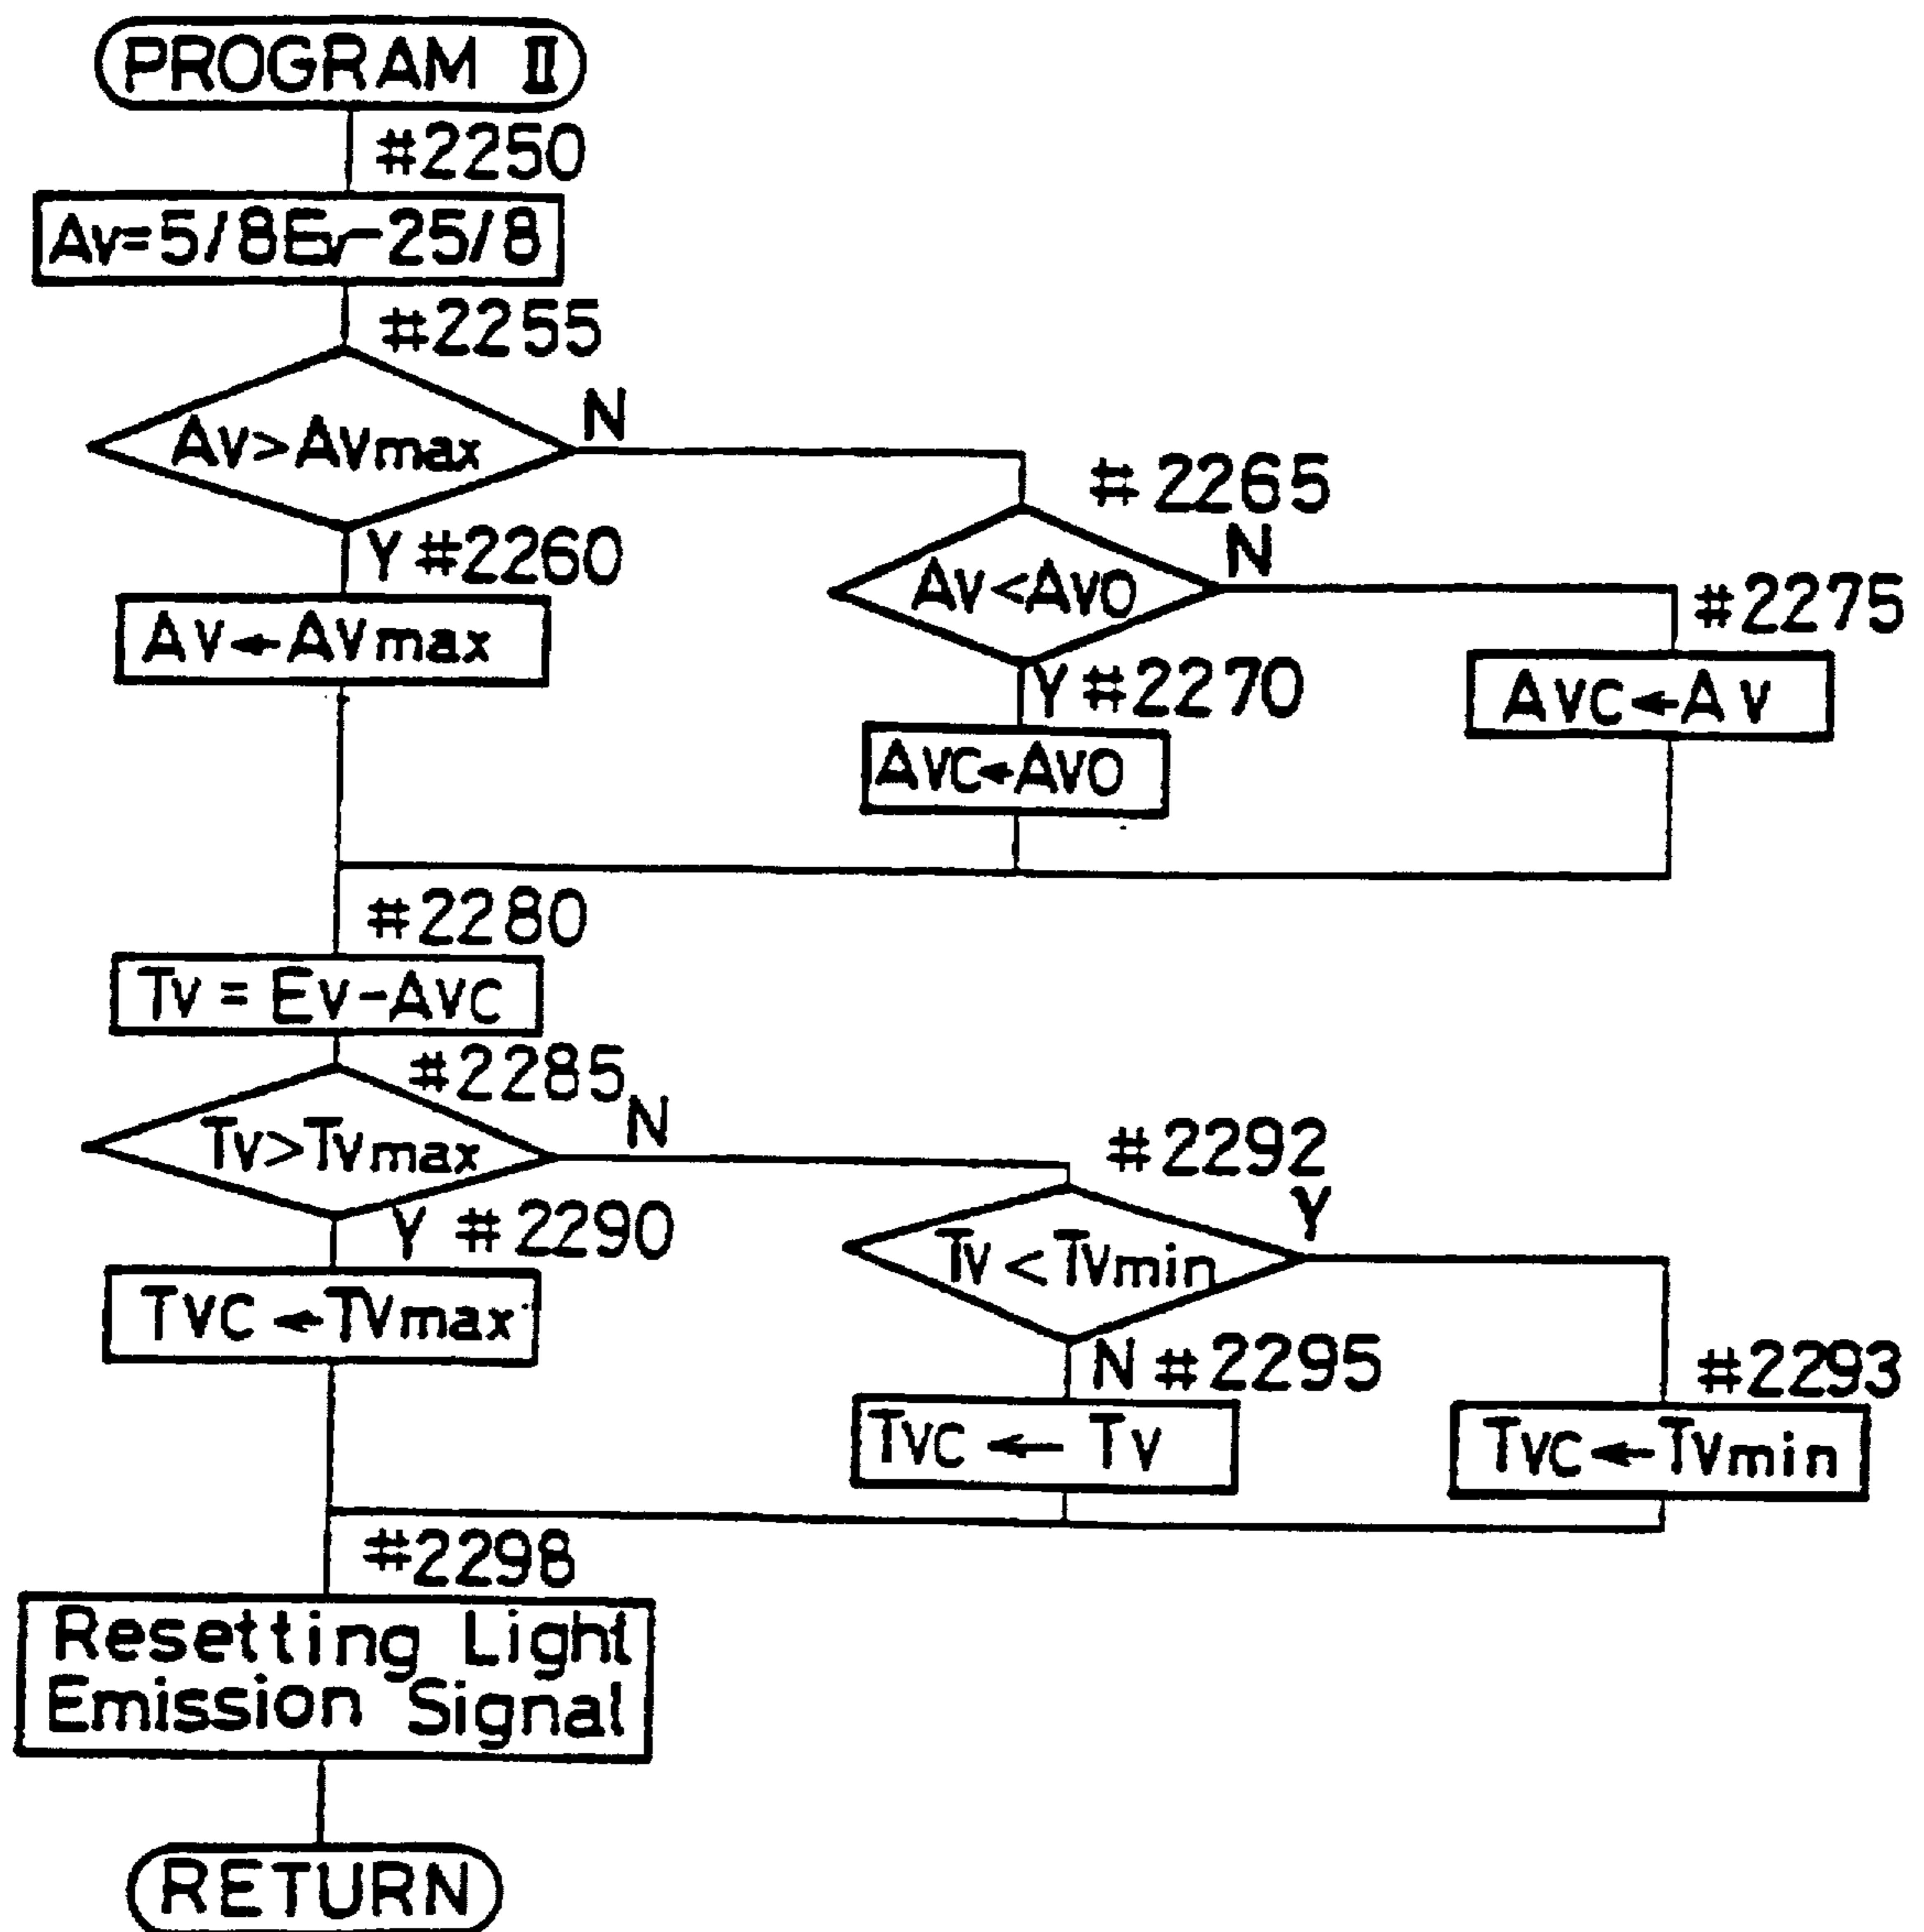 PROGRAM II
#2250
Av=5/8Ev-25/8
#2255
Av>Avmax
N
Y #2260
Av←Avmax
#2265
Av<Avo
N
Y #2270
Avc←Avo
#2275
Avc←Av
#2280
Tv=Ev-Avc
#2285
Tv>Tvmax
N
Y #2290
Tvc←Tvmax
#2292
Tv<Tvmin
Y
N #2295
Tvc←Tv
#2293
Tvc←Tvmin
#2298
Resetting Light
Emission Signal
RETURN